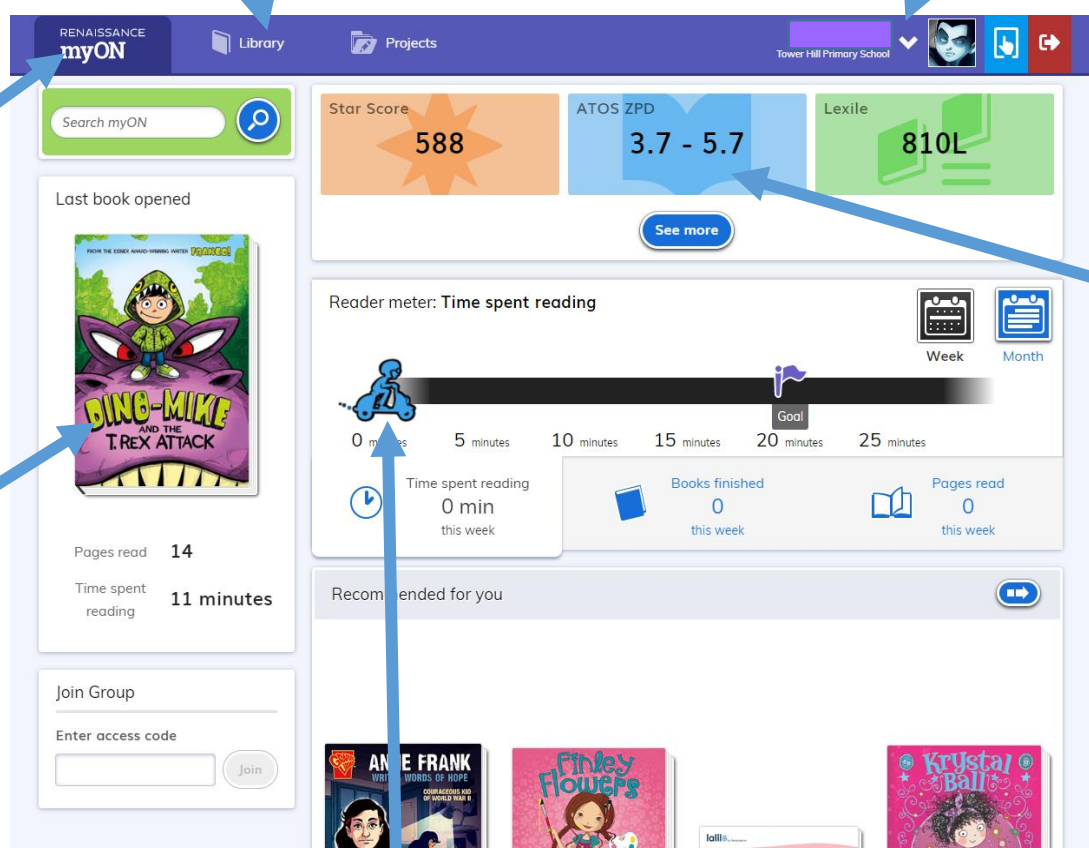 RENAISSANCE
myON
Library
Projects
Tower Hill Primary School
Search myON
Star Score
588
ATOS ZPD
3.7 - 5.7
Lexile
810L
See more
Last book opened
FROM THE EISNER AWARD-WINNING WRITER FRANCO!
DINO-MIKE
AND THE
T. REX ATTACK
Pages read 14
Time spent reading 11 minutes
Reader meter: Time spent reading
Week
Month
Goal
0 minutes 5 minutes 10 minutes 15 minutes 20 minutes 25 minutes
Time spent reading
0 min
this week
Books finished
0
this week
Pages read
0
this week
Recommended for you
Join Group
Enter access code
Join
ANNE FRANK
WORDS OF HOPE
COURAGEOUS KID
OF WORLD WAR II
Finley
Flowers
lalilo
Krystal
Ball